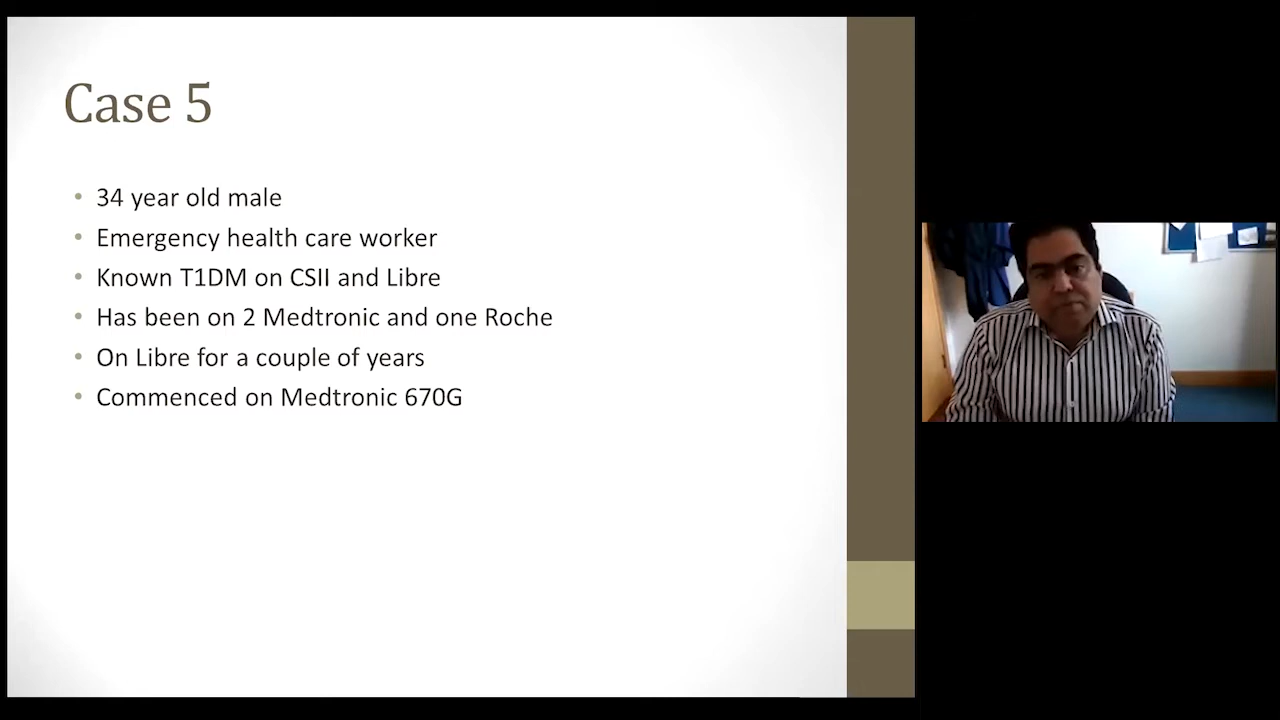 Case 5
34 year old male
Emergency health care worker
Known T1DM on CSII and Libre
Has been on 2 Medtronic and one Roche
On Libre for a couple of years
Commenced on Medtronic 670G